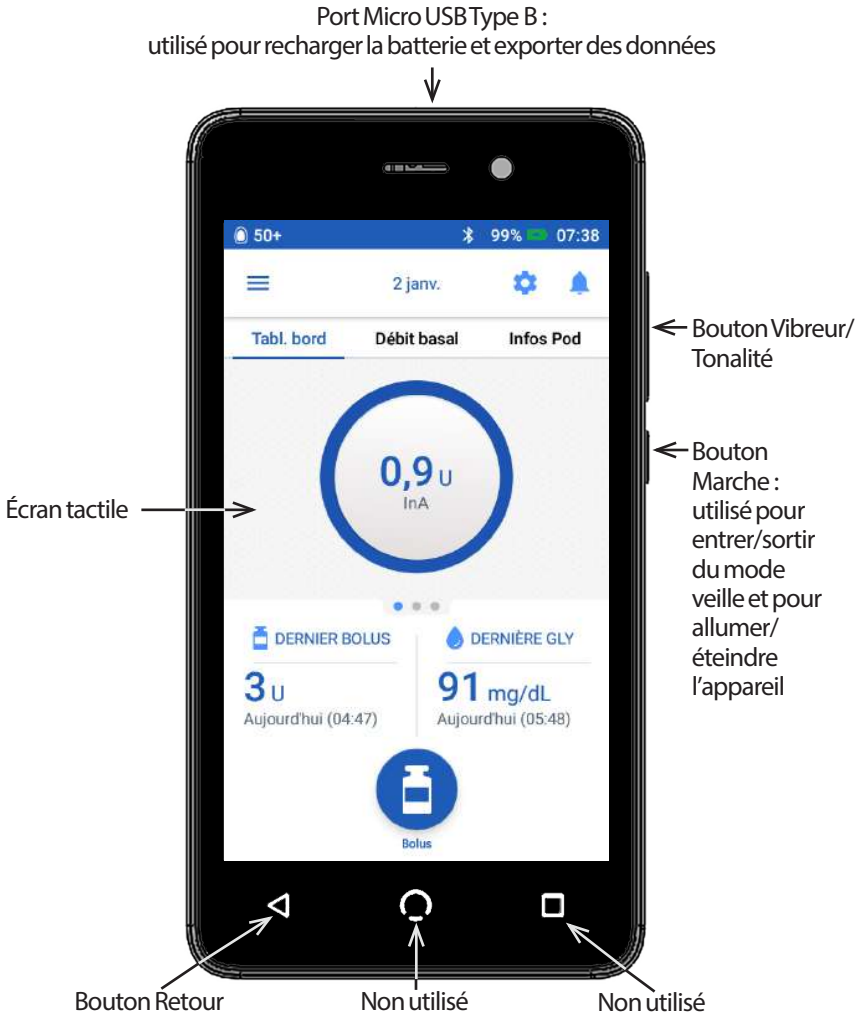 Port Micro USB Type B :
utilisé pour recharger la batterie et exporter des données
50+
99%
07:38
2 janv.
Tabl. bord
Débit basal
Infos Pod
Bouton Vibreur/
Tonalité
0,9 U
InA
Bouton
Marche :
utilisé pour
entrer/sortir
du mode
veille et pour
allumer/
éteindre
l'appareil
Écran tactile
DERNIER BOLUS
3 U
Aujourd'hui (04:47)
DERNIÈRE GLY
91 mg/dL
Aujourd'hui (05:48)
Bolus
Bouton Retour
Non utilisé
Non utilisé